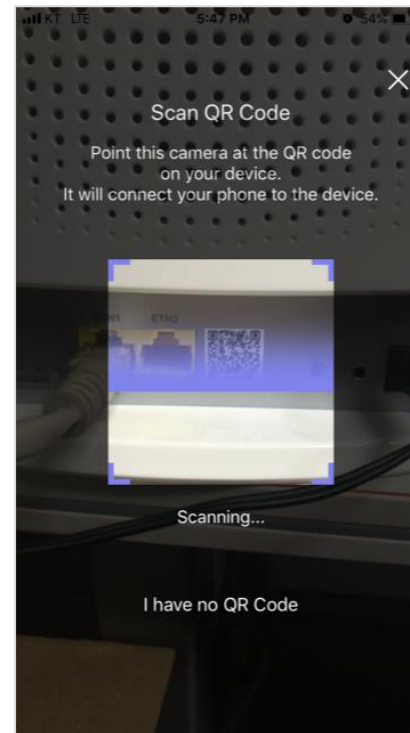 KT LTE 5:47 PM 54%
Scan QR Code
Point this camera at the QR code
on your device.
It will connect your phone to the device.
ETH1 ETH2
Scanning...
I have no QR Code